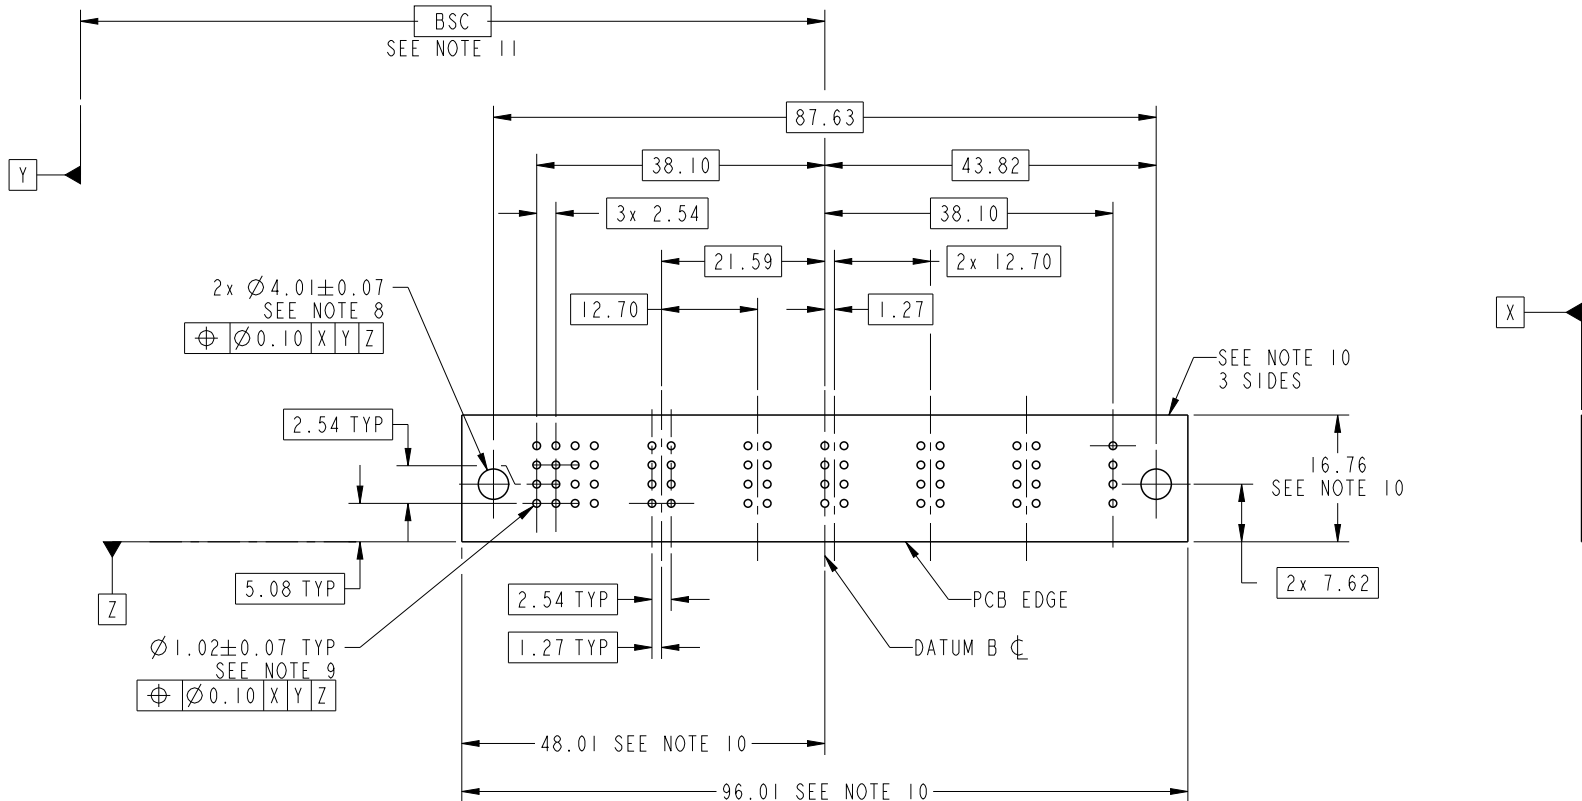 BSC
SEE NOTE 11
87.63
Y
38.10
43.82
3x 2.54
38.10
21.59
2x 12.70
2x Ø4.01±0.07
SEE NOTE 8
⌖ Ø0.10 X Y Z
12.70
1.27
X
SEE NOTE 10
3 SIDES
2.54 TYP
16.76
SEE NOTE 10
5.08 TYP
2.54 TYP
PCB EDGE
2x 7.62
Z
Ø1.02±0.07 TYP
SEE NOTE 9
⌖ Ø0.10 X Y Z
1.27 TYP
DATUM B ℄
48.01 SEE NOTE 10
96.01 SEE NOTE 10